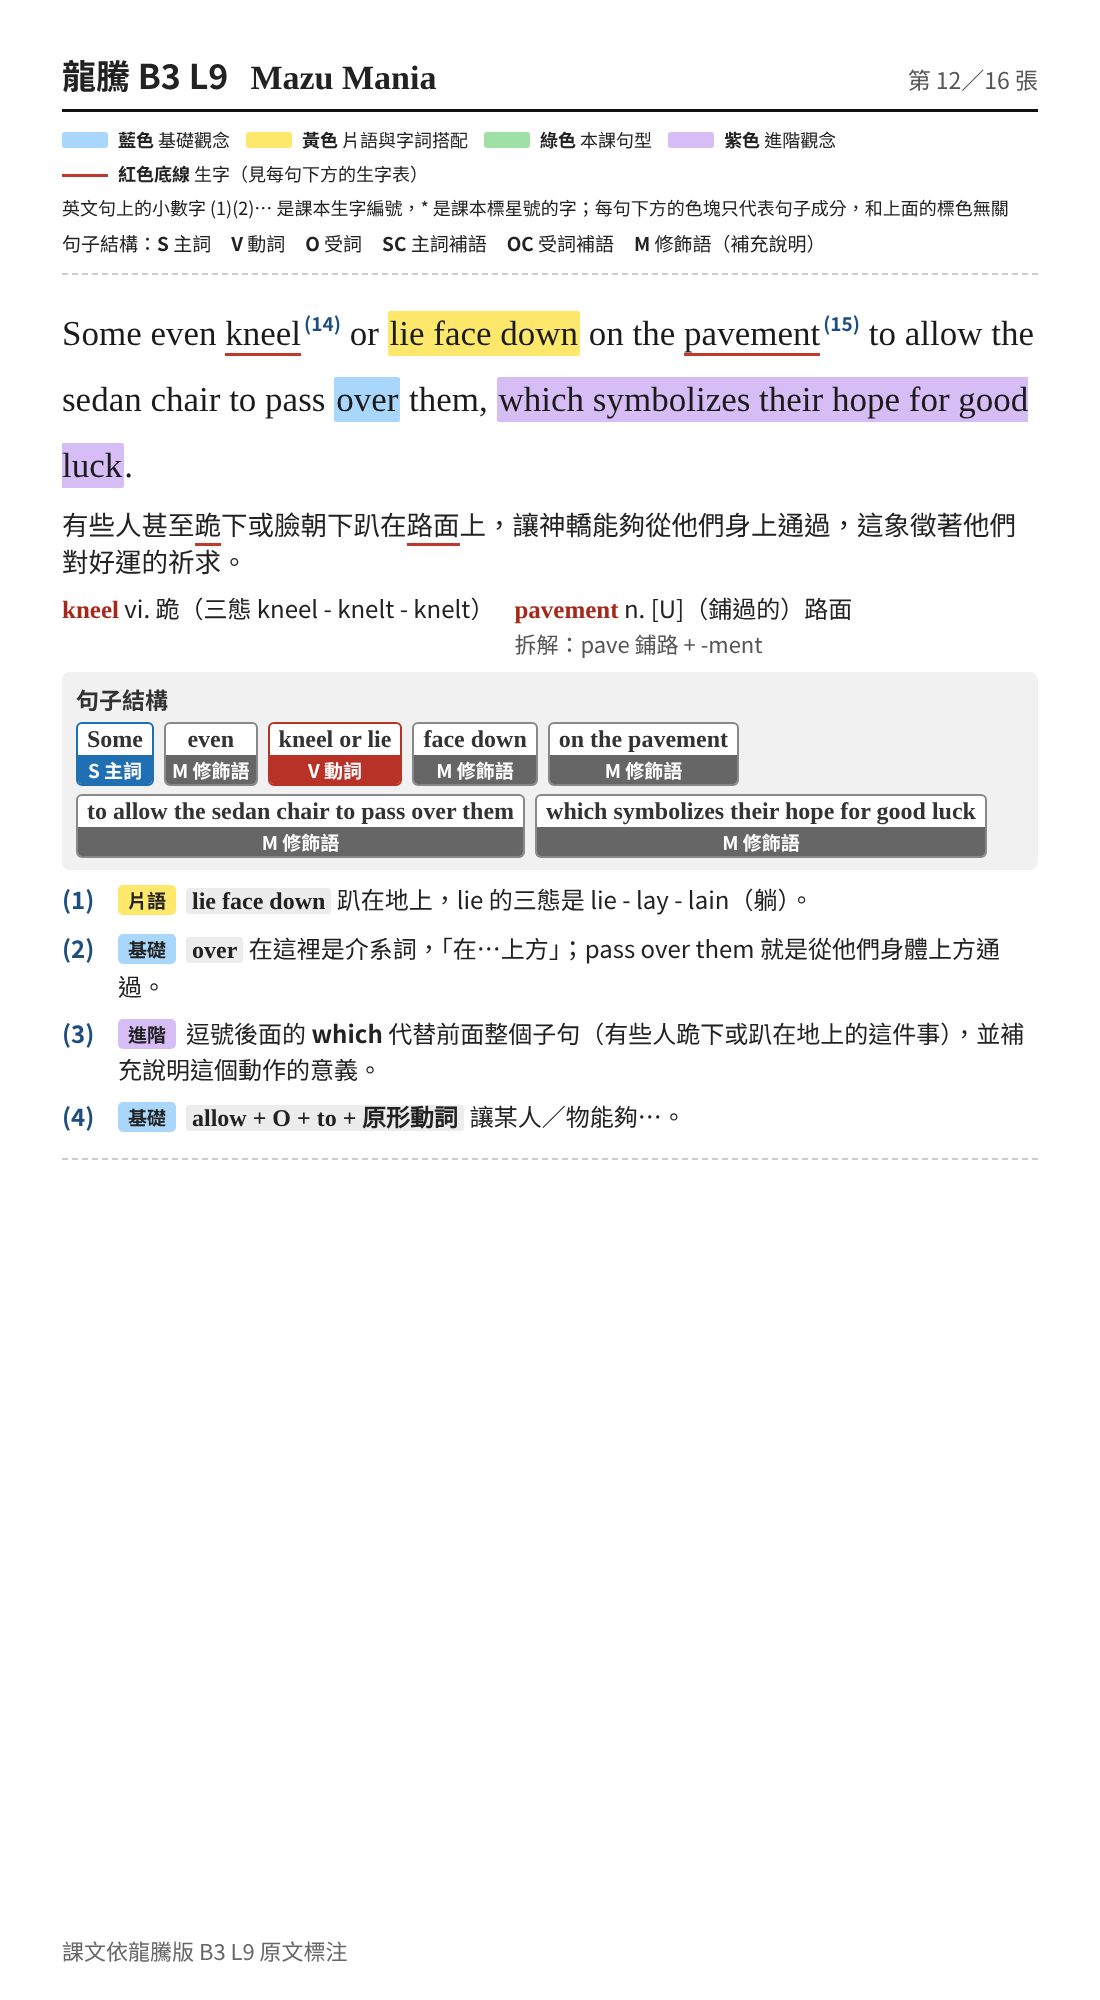 龍騰 B3 L9 Mazu Mania
第 12／16 張
藍色 基礎觀念 黃色 片語與字詞搭配 綠色 本課句型 紫色 進階觀念
紅色底線 生字（見每句下方的生字表）
英文句上的小數字 (1)(2)… 是課本生字編號，* 是課本標星號的字；每句下方的色塊只代表句子成分，和上面的標色無關
句子結構：S 主詞 V 動詞 O 受詞 SC 主詞補語 OC 受詞補語 M 修飾語（補充說明）
Some even kneel(14) or lie face down on the pavement(15) to allow the
sedan chair to pass over them, which symbolizes their hope for good
luck.
有些人甚至跪下或臉朝下趴在路面上，讓神轎能夠從他們身上通過，這象徵著他們
對好運的祈求。
kneel vi. 跪（三態 kneel - knelt - knelt） pavement n. [U]（鋪過的）路面
拆解：pave 鋪路 + -ment
句子結構
Some even kneel or lie face down on the pavement
S 主詞 M 修飾語 V 動詞 M 修飾語 M 修飾語
to allow the sedan chair to pass over them which symbolizes their hope for good luck
M 修飾語 M 修飾語
(1) 片語 lie face down 趴在地上，lie 的三態是 lie - lay - lain（躺）。
(2) 基礎 over 在這裡是介系詞，「在…上方」；pass over them 就是從他們身體上方通
過。
(3) 進階 逗號後面的 which 代替前面整個子句（有些人跪下或趴在地上的這件事），並補
充說明這個動作的意義。
(4) 基礎 allow + O + to + 原形動詞 讓某人／物能夠…。
課文依龍騰版 B3 L9 原文標注